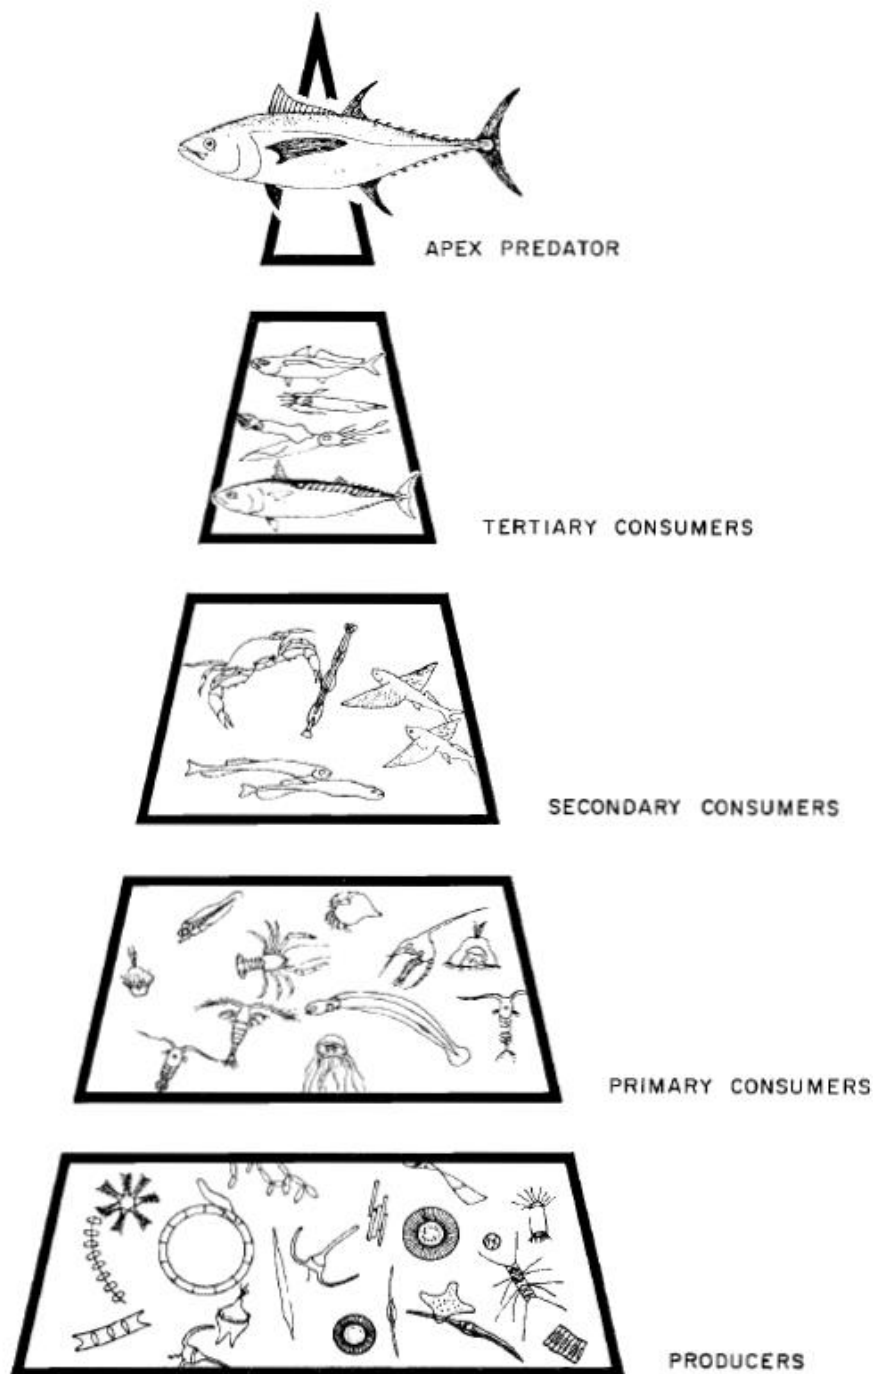 APEX PREDATOR
TERTIARY CONSUMERS
SECONDARY CONSUMERS
PRIMARY CONSUMERS
PRODUCERS